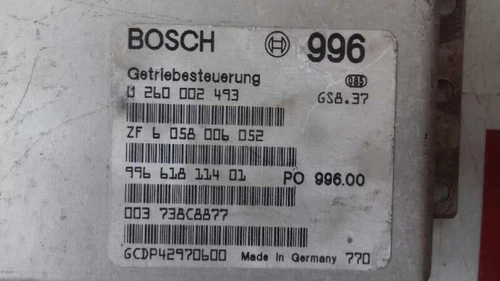 BOSCH 996
Getriebesteuerung 085
0 260 002 493 GS8.37
ZF 6 058 006 052
996 618 114 01 PO 996.00
003 738C8877
GCDP42970600 Made in Germany 770